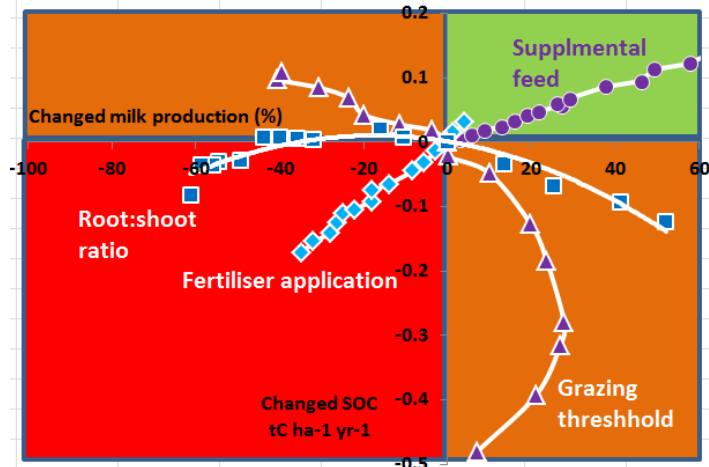 0.2
Supplmental
feed
0.1
Changed milk production (%)
0
-100 -80 -60 -40 -20 0 20 40 60
Root:shoot
ratio
-0.1
Fertiliser application
-0.2
-0.3
Changed SOC
tC ha-1 yr-1
-0.4
Grazing
threshhold
-0.5